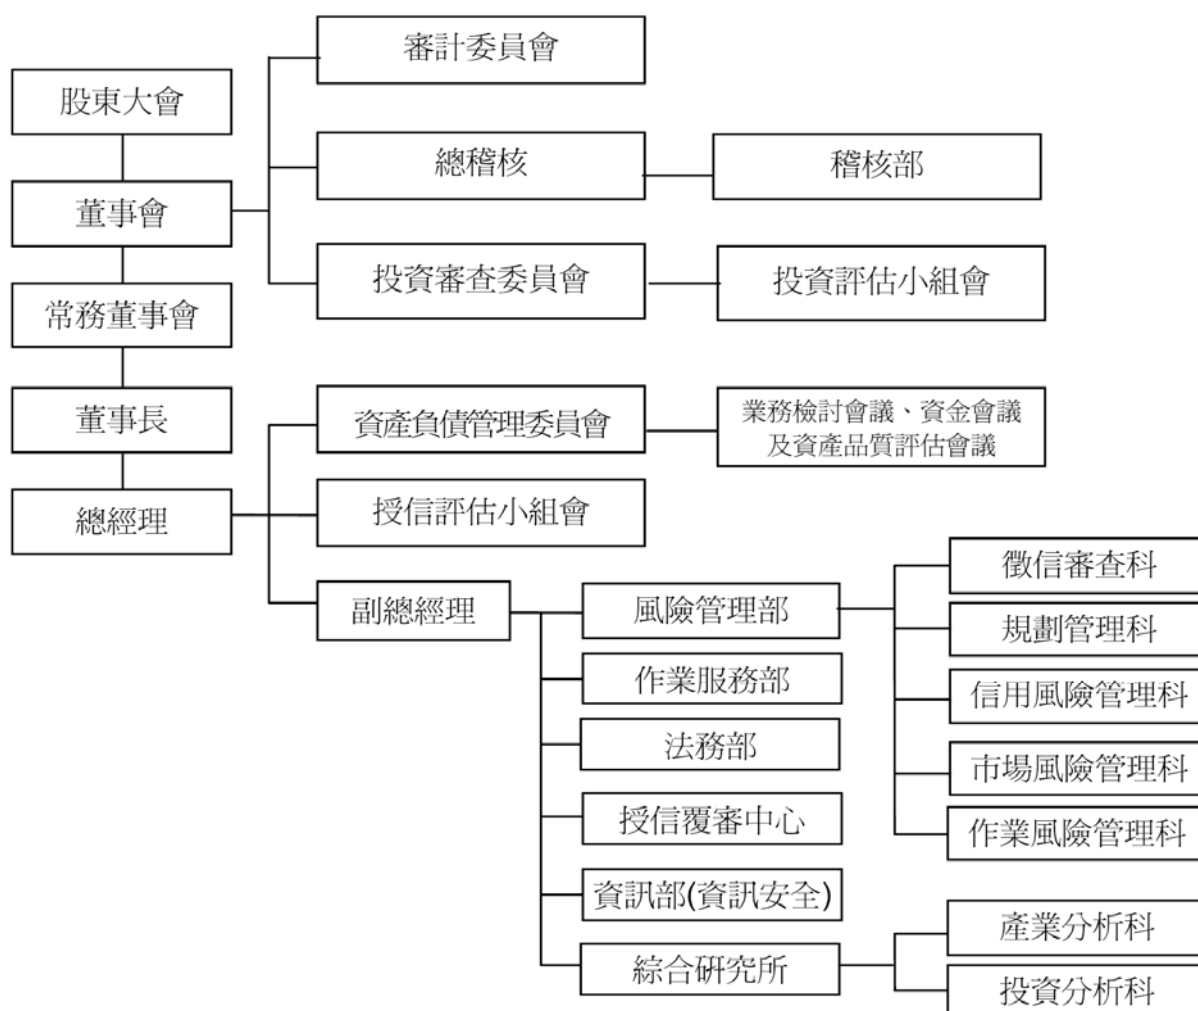 審計委員會
股東大會
總稽核
稽核部
董事會
投資審查委員會
投資評估小組會
常務董事會
董事長
資產負債管理委員會
業務檢討會議、資金會議
及資產品質評估會議
總經理
授信評估小組會
副總經理
風險管理部
徵信審查科
規劃管理科
作業服務部
信用風險管理科
法務部
市場風險管理科
授信覆審中心
作業風險管理科
資訊部(資訊安全)
產業分析科
綜合研究所
投資分析科